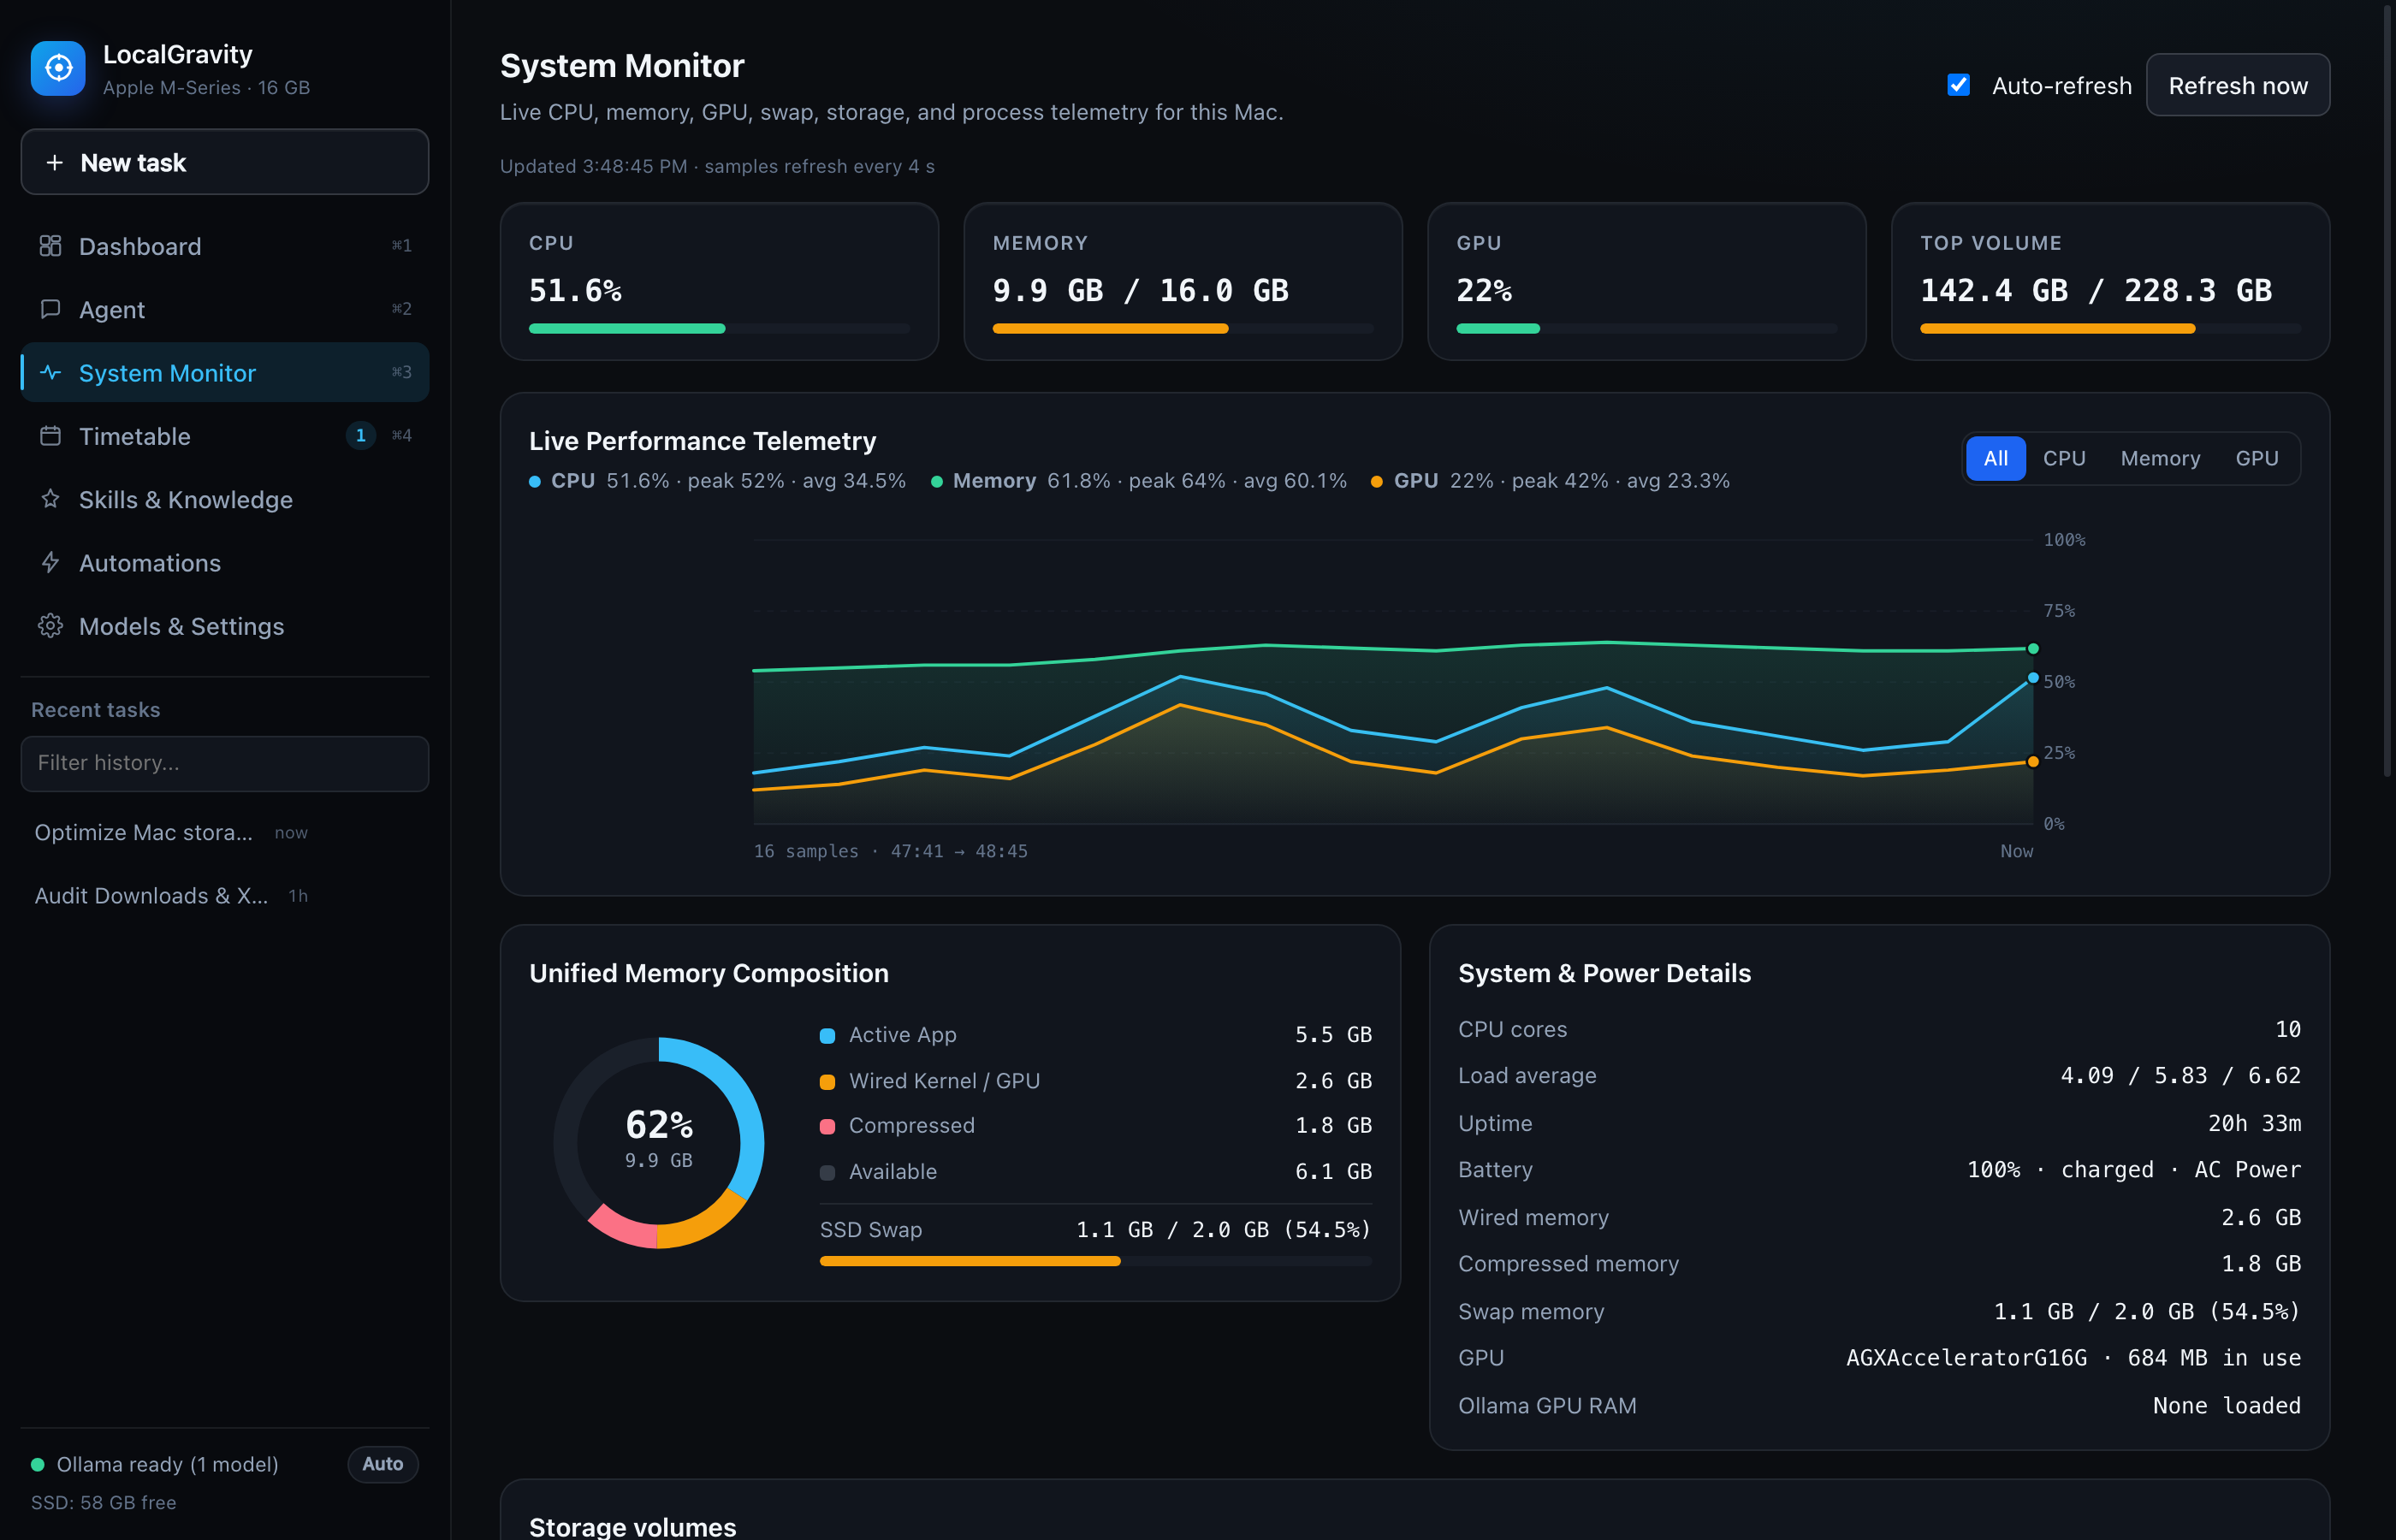 LocalGravity
Apple M-Series · 16 GB
+ New task
Dashboard ⌘1
Agent ⌘2
System Monitor ⌘3
Timetable 1 ⌘4
Skills & Knowledge
Automations
Models & Settings
Recent tasks
Filter history...
Optimize Mac stora... now
Audit Downloads & X... 1h
Ollama ready (1 model) Auto
SSD: 58 GB free
System Monitor
Live CPU, memory, GPU, swap, storage, and process telemetry for this Mac.
Auto-refresh Refresh now
Updated 3:48:45 PM · samples refresh every 4 s
CPU
51.6%
MEMORY
9.9 GB / 16.0 GB
GPU
22%
TOP VOLUME
142.4 GB / 228.3 GB
Live Performance Telemetry
CPU 51.6% · peak 52% · avg 34.5% Memory 61.8% · peak 64% · avg 60.1% GPU 22% · peak 42% · avg 23.3%
All CPU Memory GPU
100%
75%
50%
25%
0%
16 samples · 47:41 → 48:45 Now
Unified Memory Composition
62%
9.9 GB
Active App 5.5 GB
Wired Kernel / GPU 2.6 GB
Compressed 1.8 GB
Available 6.1 GB
SSD Swap 1.1 GB / 2.0 GB (54.5%)
System & Power Details
CPU cores 10
Load average 4.09 / 5.83 / 6.62
Uptime 20h 33m
Battery 100% · charged · AC Power
Wired memory 2.6 GB
Compressed memory 1.8 GB
Swap memory 1.1 GB / 2.0 GB (54.5%)
GPU AGXAcceleratorG16G · 684 MB in use
Ollama GPU RAM None loaded
Storage volumes